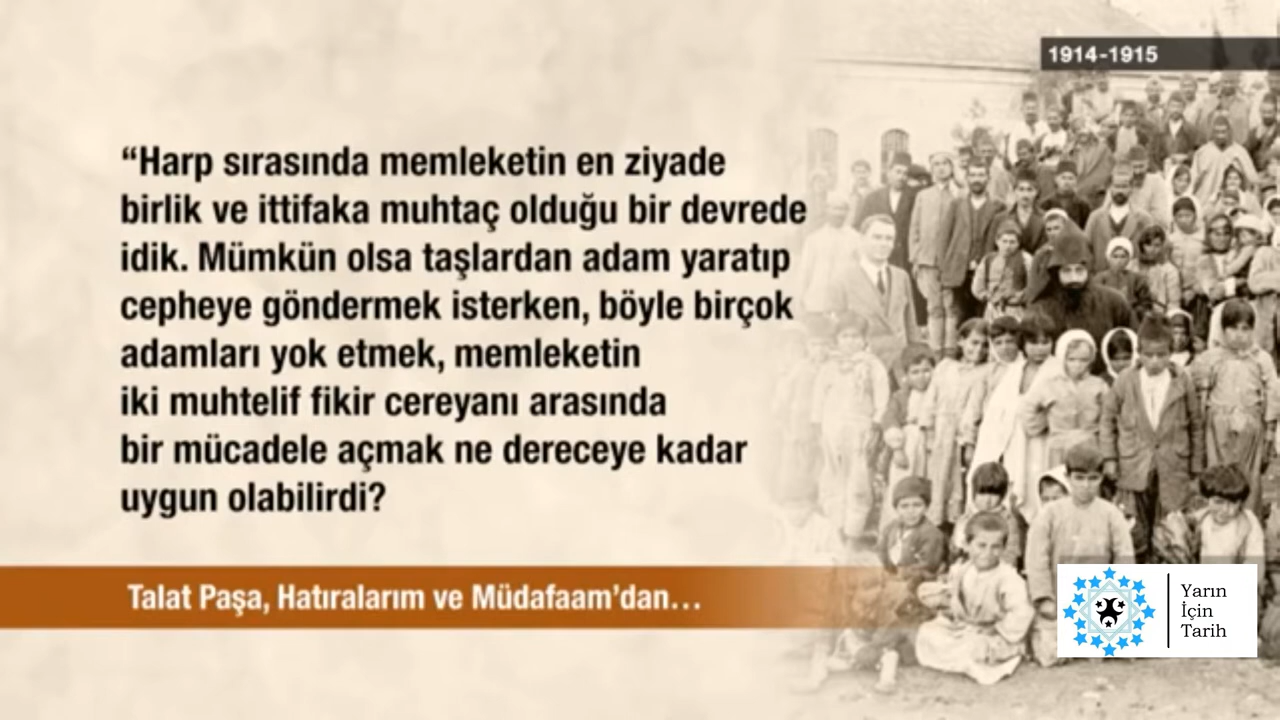 1914-1915
“Harp sırasında memleketin en ziyade
birlik ve ittifaka muhtaç olduğu bir devrede
idik. Mümkün olsa taşlardan adam yaratıp
cepheye göndermek isterken, böyle birçok
adamları yok etmek, memleketin
iki muhtelif fikir cereyanı arasında
bir mücadele açmak ne dereceye kadar
uygun olabilirdi?
Talat Paşa, Hatıralarım ve Müdafaam’dan...
Yarın
İçin
Tarih